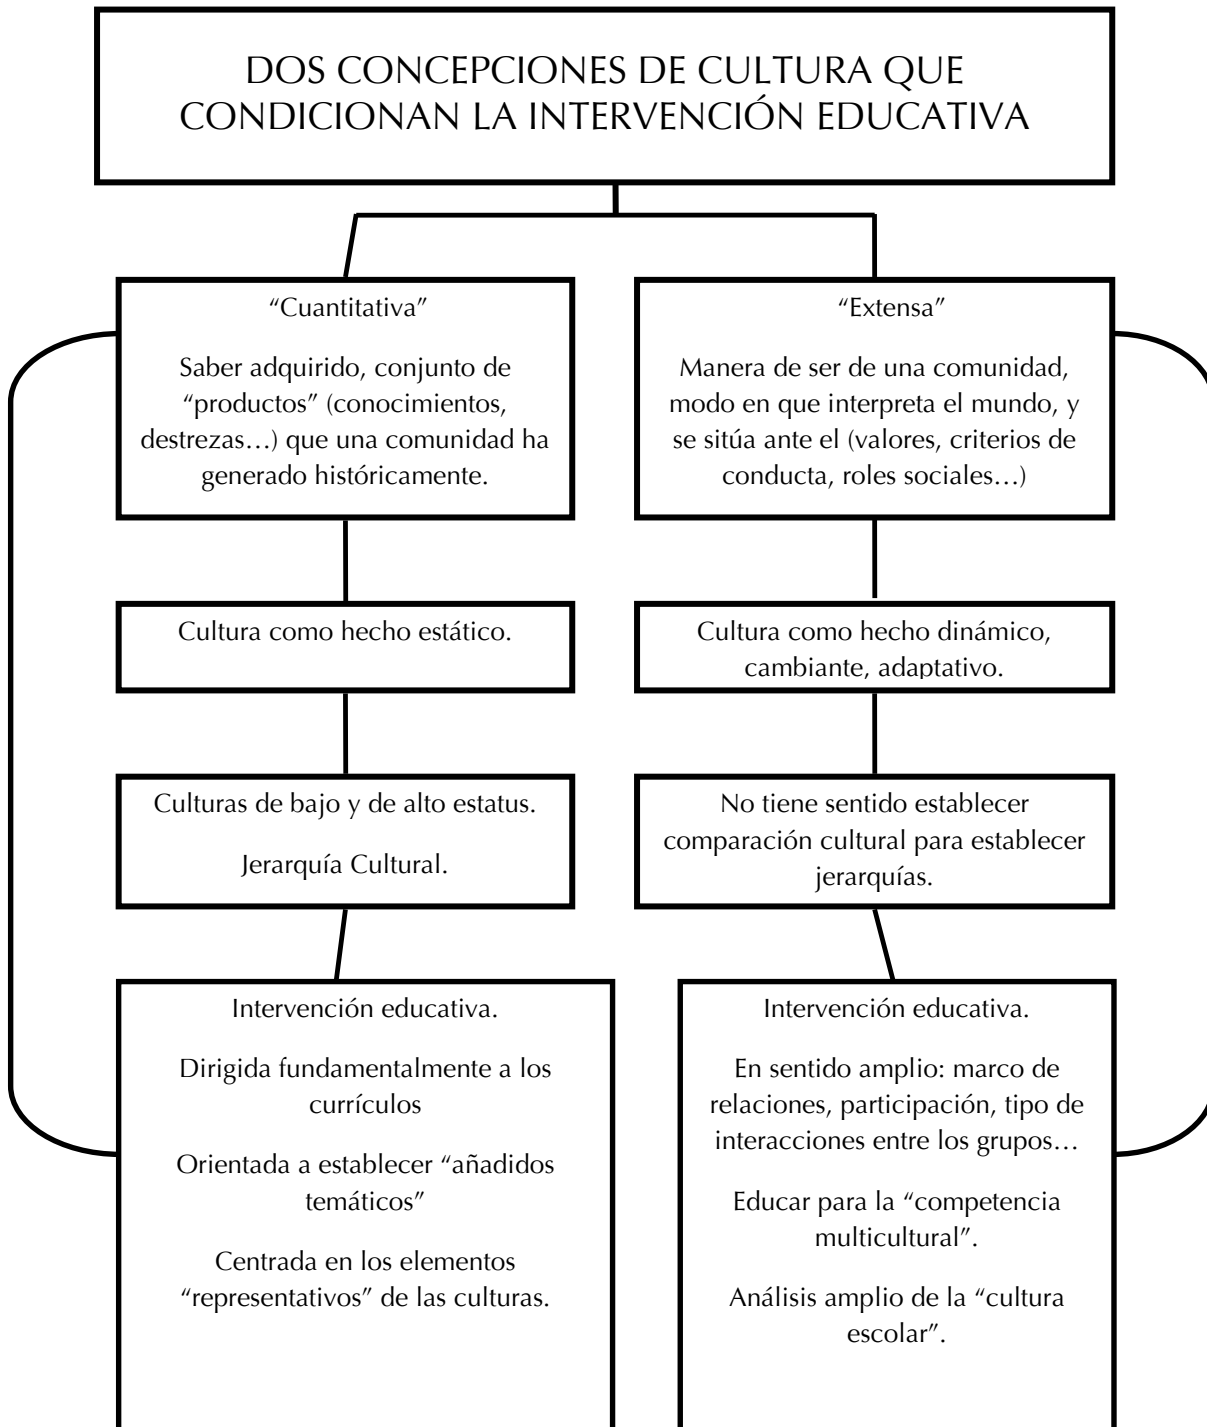 DOS CONCEPCIONES DE CULTURA QUE
CONDICIONAN LA INTERVENCIÓN EDUCATIVA
“Cuantitativa”
Saber adquirido, conjunto de
“productos” (conocimientos,
destrezas…) que una comunidad ha
generado históricamente.
Cultura como hecho estático.
Culturas de bajo y de alto estatus.
Jerarquía Cultural.
Intervención educativa.
Dirigida fundamentalmente a los
currículos
Orientada a establecer “añadidos
temáticos”
Centrada en los elementos
“representativos” de las culturas.
“Extensa”
Manera de ser de una comunidad,
modo en que interpreta el mundo, y
se sitúa ante el (valores, criterios de
conducta, roles sociales…)
Cultura como hecho dinámico,
cambiante, adaptativo.
No tiene sentido establecer
comparación cultural para establecer
jerarquías.
Intervención educativa.
En sentido amplio: marco de
relaciones, participación, tipo de
interacciones entre los grupos…
Educar para la “competencia
multicultural”.
Análisis amplio de la “cultura
escolar”.